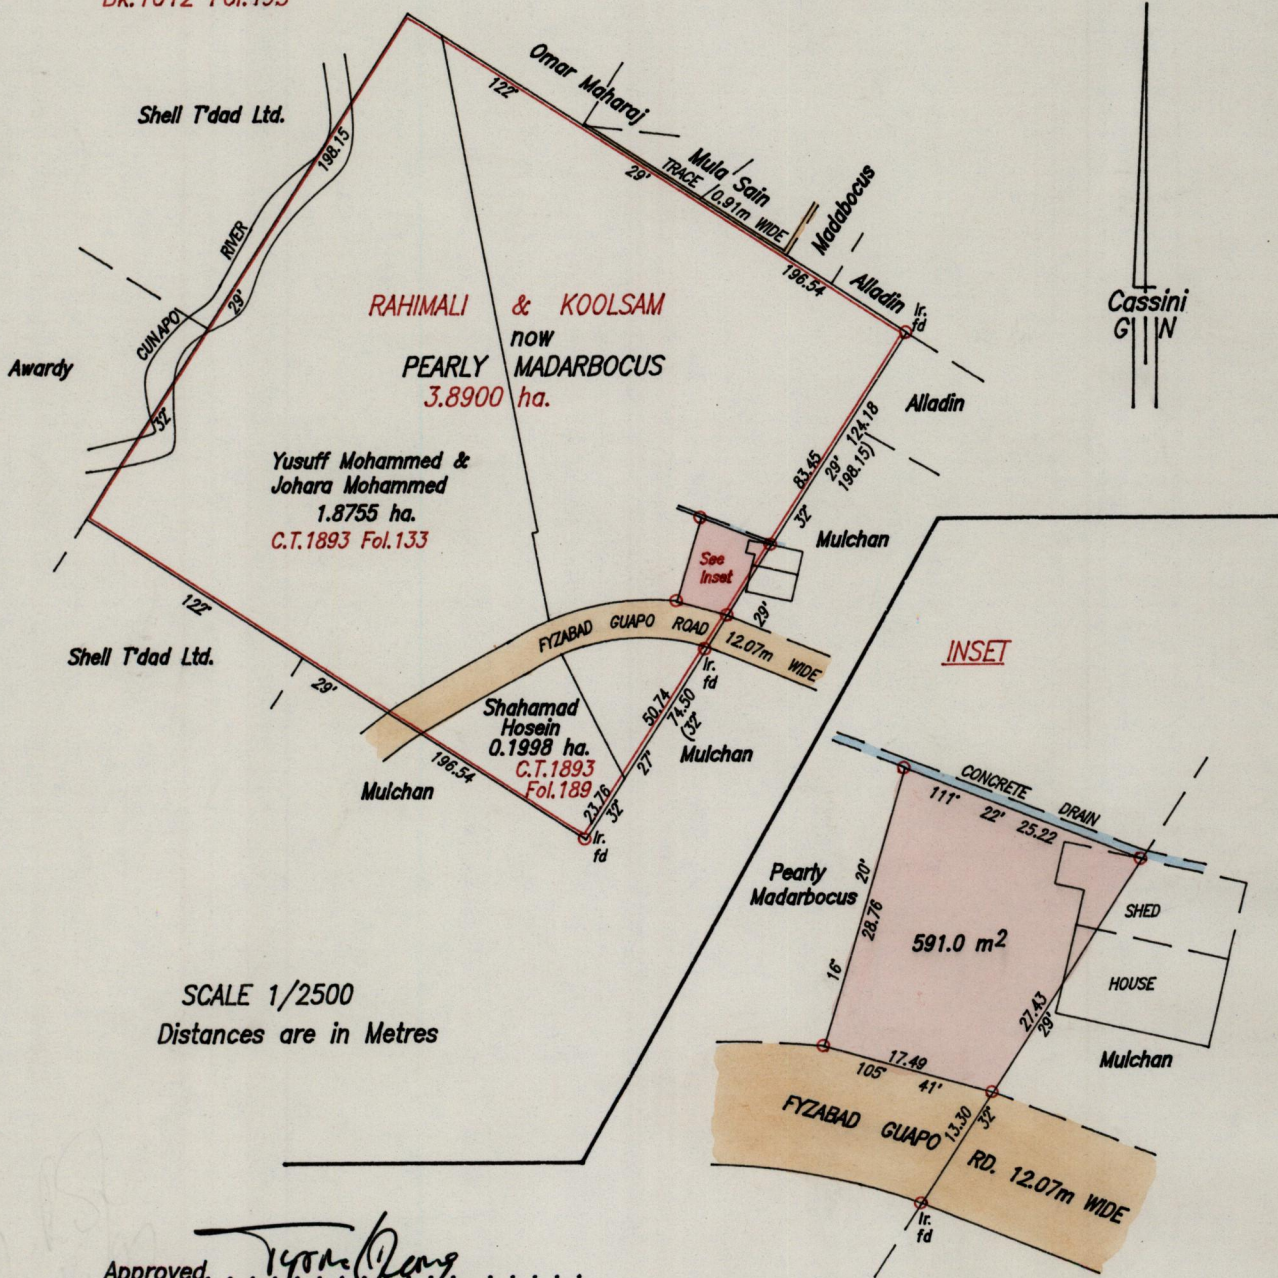 Bk.1012 Fol.195
Omar Maharaj
122°
Shell T'dad Ltd.
198.15
Mula Sain
29'
TRACE 0.91m WIDE
Madabocus
RIVER
196.54
Alladin
29'
RAHIMALI & KOOLSAM
Ir.
fd
Cassini
G N
now
CUNAPO
Awardy
PEARLY MADARBOCUS
3.8900 ha.
Alladin
32°
124.18
83.45
29'
198.15)
Yusuff Mohammed &
Johara Mohammed
1.8755 ha.
C.T.1893 Fol.133
32°
Mulchan
See
Inset
122°
29'
FYZABAD GUAPO ROAD 12.07m WIDE
Shell T'dad Ltd.
INSET
Ir.
fd
29'
Shahamad
Hosein
0.1998 ha.
C.T.1893
Fol.189
50.74
74.50
(32°
Mulchan
27'
196.54
Mulchan
23.76
32°
Ir.
fd
CONCRETE DRAIN
111° 22' 25.22
Pearly
Madarbocus
20'
28.76
16°
SHED
591.0 m²
HOUSE
SCALE 1/2500
Distances are in Metres
27.43
29'
Mulchan
17.49
105° 41'
32°
13.30
FYZABAD GUAPO RD. 12.07m WIDE
Ir.
fd
Approved